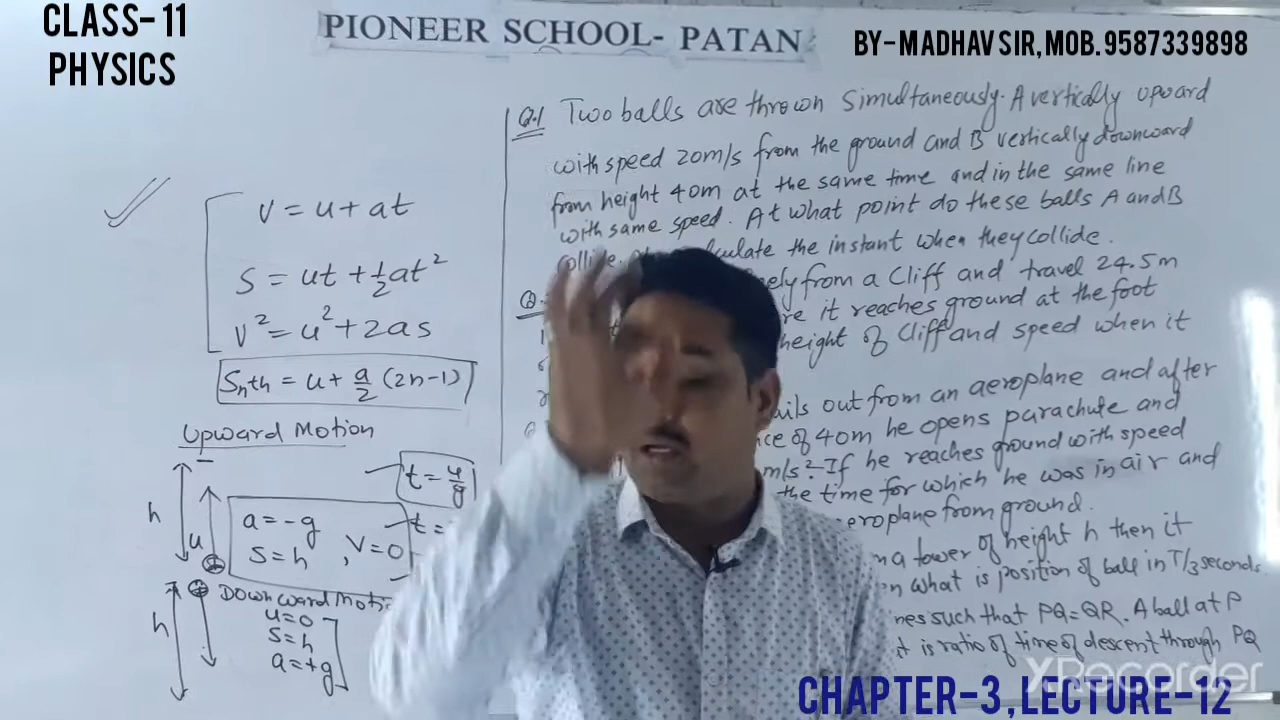 CLASS-11
PHYSICS
PIONEER SCHOOL- PATAN
BY-MADHAV SIR, MOB. 9587339898
V = u + at
S = ut + 1/2 at²
V² = u² + 2as
Snth = u + a/2 (2n-1)
Upward Motion
h
u
a = -g
S = h , V = 0
t = u/g
t =
Downward Motio
h
u = 0
S = h
a = +g
Q.1 Two balls are thrown simultaneously. A vertically upward
with speed 20m/s from the ground and B vertically downward
from height 40m at the same time and in the same line
with same speed. At what point do these balls A and B
collide. the instant when they collide.
from a Cliff and travel 24.5m
it reaches ground at the foot
height of Cliff and speed when it
out from an aeroplane and after
of 40m he opens parachute and
m/s². If he reaches ground with speed
the time for which he was in air and
from ground.
a tower of height h then it
what is position of ball in T/3 seconds
such that PQ=QR. A ball at P
is ratio of time of descent through PQ
XRecorder
CHAPTER-3, LECTURE-12